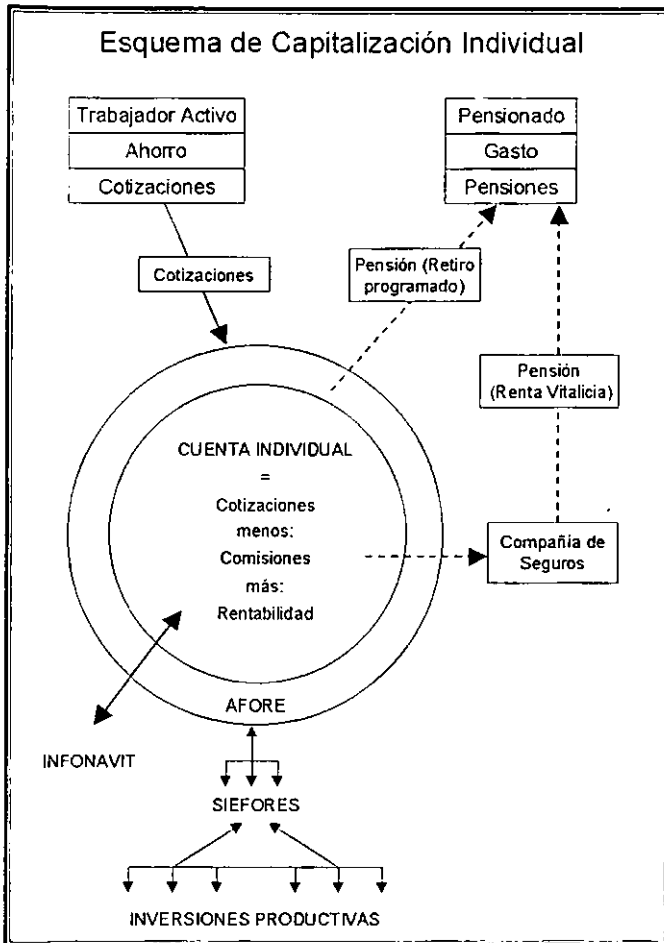 Esquema de Capitalización Individual
Trabajador Activo
Ahorro
Cotizaciones
Pensionado
Gasto
Pensiones
Cotizaciones
Pensión (Retiro
programado)
Pensión
(Renta Vitalicia)
CUENTA INDIVIDUAL
=
Cotizaciones
menos:
Comisiones
más:
Rentabilidad
Compañia de
Seguros
AFORE
INFONAVIT
SIEFORES
INVERSIONES PRODUCTIVAS